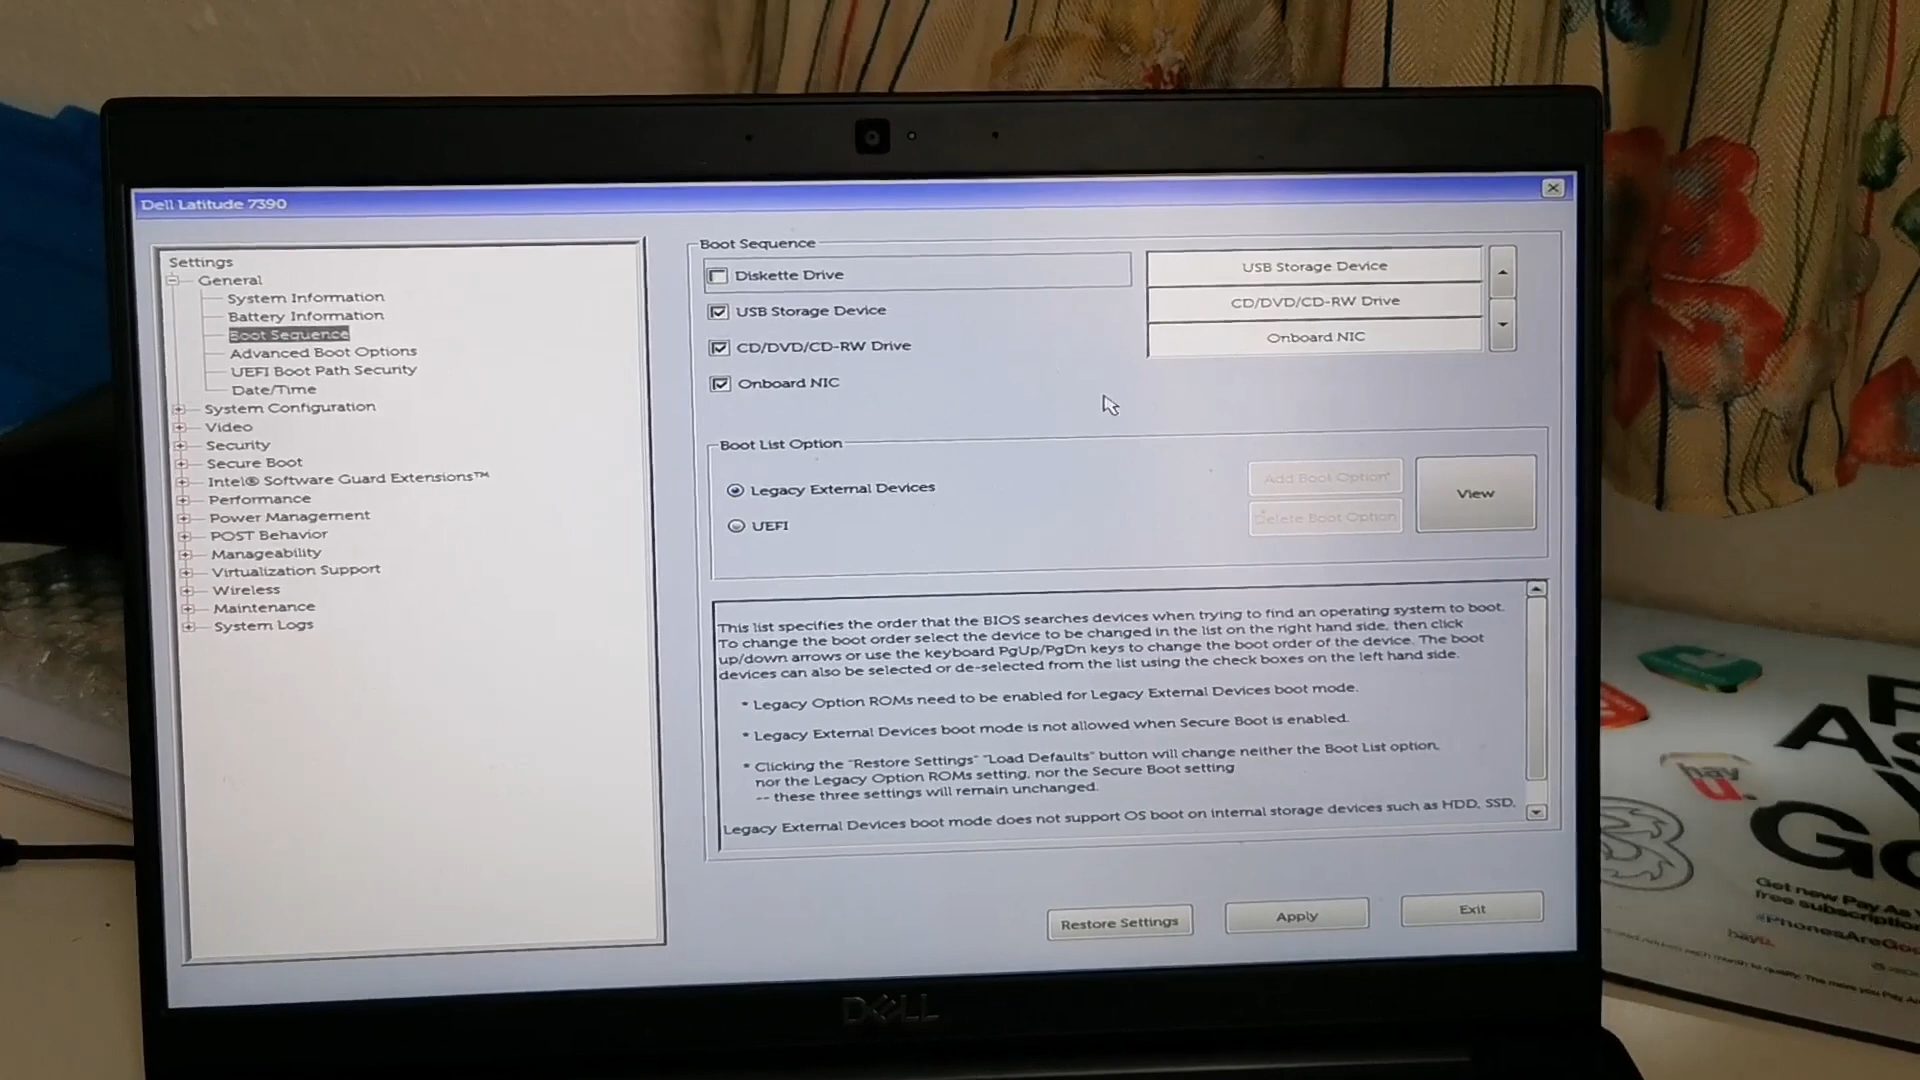 Dell Latitude 7390
Settings
General
System Information
Battery Information
Boot Sequence
Advanced Boot Options
UEFI Boot Path Security
Date/Time
System Configuration
Video
Security
Secure Boot
Intel® Software Guard Extensions™
Performance
Power Management
POST Behavior
Manageability
Virtualization Support
Wireless
Maintenance
System Logs
Boot Sequence
Diskette Drive
USB Storage Device
CD/DVD/CD-RW Drive
Onboard NIC
USB Storage Device
CD/DVD/CD-RW Drive
Onboard NIC
Boot List Option
Legacy External Devices
UEFI
Add Boot Option
Delete Boot Option
View
This list specifies the order that the BIOS searches devices when trying to find an operating system to boot.
To change the boot order select the device to be changed in the list on the right hand side, then click
up/down arrows or use the keyboard PgUp/PgDn keys to change the boot order of the device. The boot
devices can also be selected or de-selected from the list using the check boxes on the left hand side.
* Legacy Option ROMs need to be enabled for Legacy External Devices boot mode.
* Legacy External Devices boot mode is not allowed when Secure Boot is enabled.
* Clicking the "Restore Settings" "Load Defaults" button will change neither the Boot List option,
nor the Legacy Option ROMs setting, nor the Secure Boot setting
-- these three settings will remain unchanged.
Legacy External Devices boot mode does not support OS boot on internal storage devices such as HDD, SSD,
Restore Settings
Apply
Exit
DELL
hay
u.
Go
Get new Pay As
free subscription
#PhonesAreGoo
hayu.